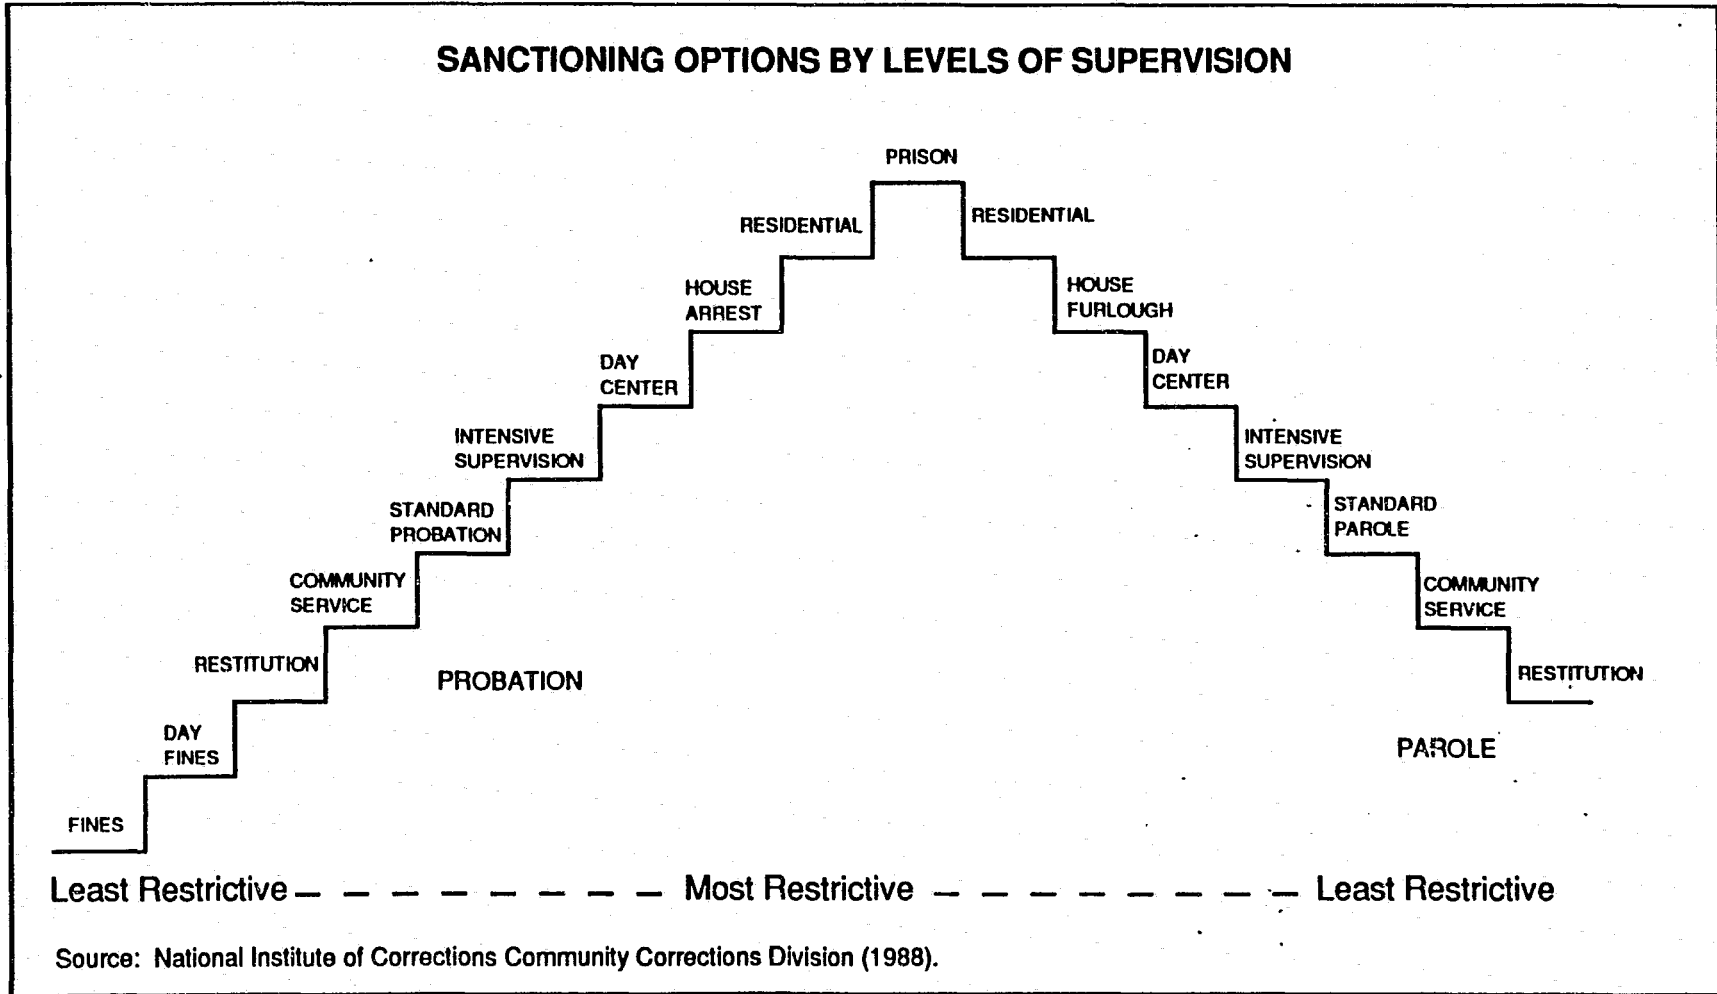 SANCTIONING OPTIONS BY LEVELS OF SUPERVISION
PRISON
RESIDENTIAL
RESIDENTIAL
HOUSE
ARREST
HOUSE
FURLOUGH
DAY
CENTER
DAY
CENTER
INTENSIVE
SUPERVISION
INTENSIVE
SUPERVISION
STANDARD
PROBATION
STANDARD
PAROLE
COMMUNITY
SERVICE
COMMUNITY
SERVICE
RESTITUTION
PROBATION
RESTITUTION
DAY
FINES
PAROLE
FINES
Least Restrictive — — — — — — — — Most Restrictive — — — — — — — — Least Restrictive
Source: National Institute of Corrections Community Corrections Division (1988).